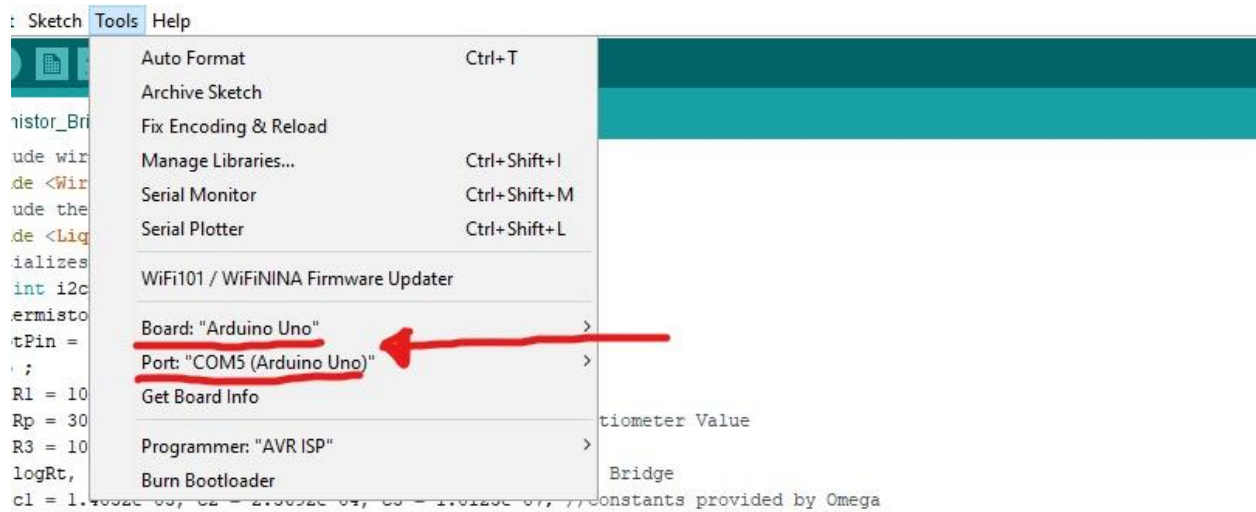 Sketch Tools Help
Auto Format Ctrl+T
Archive Sketch
nistor_Bri Fix Encoding & Reload
ude wir Manage Libraries... Ctrl+Shift+I
de <Wir Serial Monitor Ctrl+Shift+M
ude the
de <Liq Serial Plotter Ctrl+Shift+L
ializes
int i2c WiFi101 / WiFiNINA Firmware Updater
ermisto
tPin = Board: "Arduino Uno"
; Port: "COM5 (Arduino Uno)"
R1 = 10 Get Board Info
Rp = 30 tiometer Value
R3 = 10 Programmer: "AVR ISP"
logRt, Burn Bootloader Bridge
c1 = //constants provided by Omega